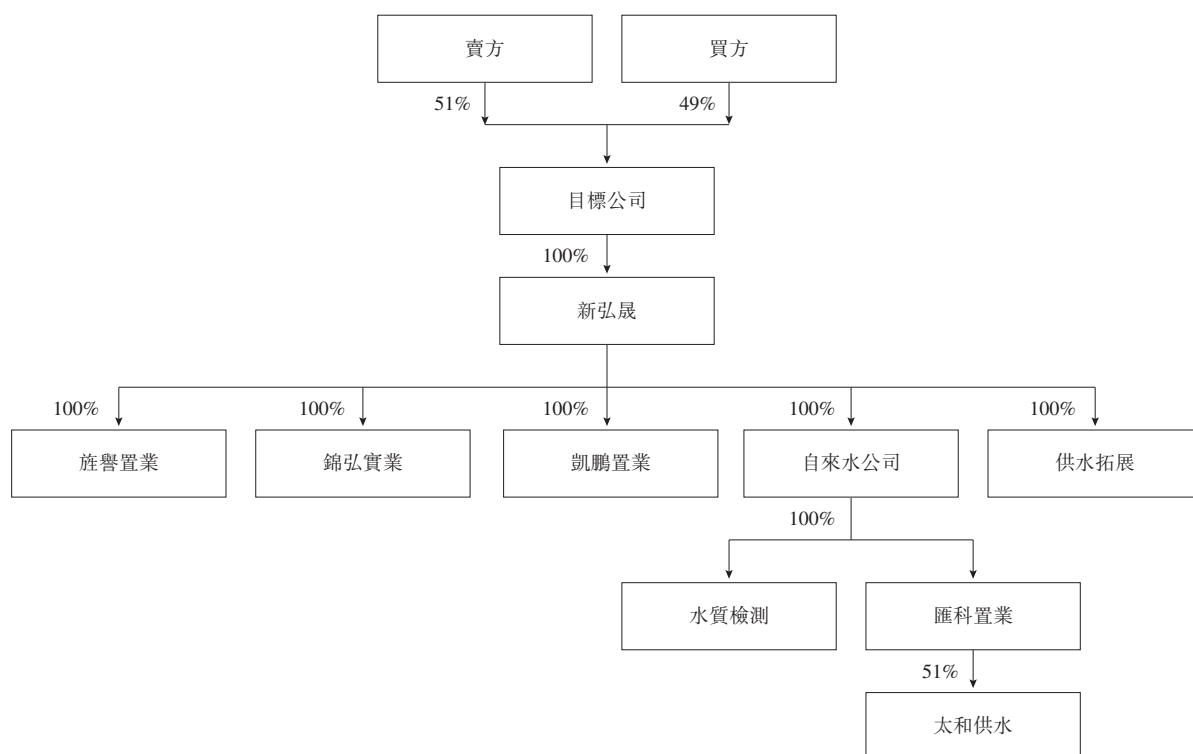 賣方
買方
51%
49%
目標公司
100%
新弘晟
100%
100%
100%
100%
100%
旌譽置業
錦弘實業
凱鵬置業
自來水公司
供水拓展
100%
水質檢測
匯科置業
51%
太和供水